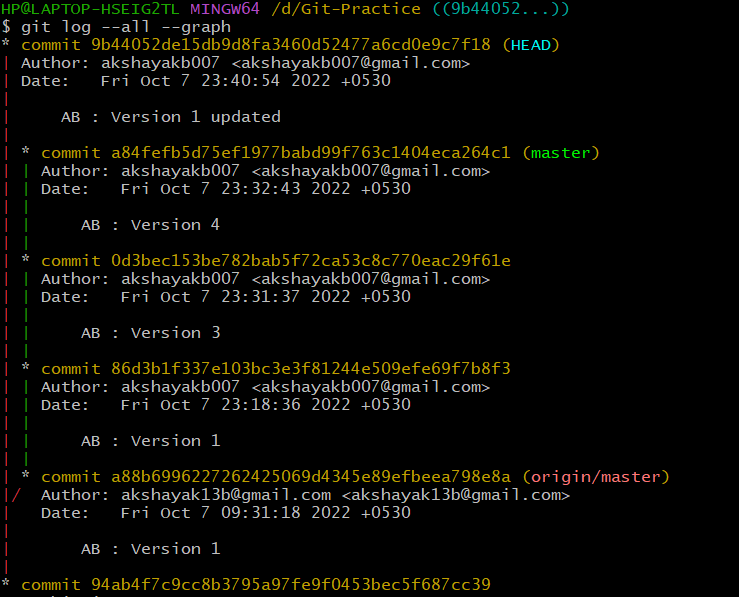 HP@LAPTOP-HSEIG2TL MINGW64 /d/Git-Practice ((9b44052...))
$ git log --all --graph
* commit 9b44052de15db9d8fa3460d52477a6cd0e9c7f18 (HEAD)
| Author: akshayakb007 <akshayakb007@gmail.com>
| Date:   Fri Oct 7 23:40:54 2022 +0530
|
|     AB : Version 1 updated
|
| * commit a84fefb5d75ef1977babd99f763c1404eca264c1 (master)
| | Author: akshayakb007 <akshayakb007@gmail.com>
| | Date:   Fri Oct 7 23:32:43 2022 +0530
| |
| |     AB : Version 4
| |
| * commit 0d3bec153be782bab5f72ca53c8c770eac29f61e
| | Author: akshayakb007 <akshayakb007@gmail.com>
| | Date:   Fri Oct 7 23:31:37 2022 +0530
| |
| |     AB : Version 3
| |
| * commit 86d3b1f337e103bc3e3f81244e509efe69f7b8f3
| | Author: akshayakb007 <akshayakb007@gmail.com>
| | Date:   Fri Oct 7 23:18:36 2022 +0530
| |
| |     AB : Version 1
| |
| * commit a88b6996227262425069d4345e89efbeea798e8a (origin/master)
|/  Author: akshayak13b@gmail.com <akshayak13b@gmail.com>
|   Date:   Fri Oct 7 09:31:18 2022 +0530
|
|       AB : Version 1
|
* commit 94ab4f7c9cc8b3795a97fe9f0453bec5f687cc39